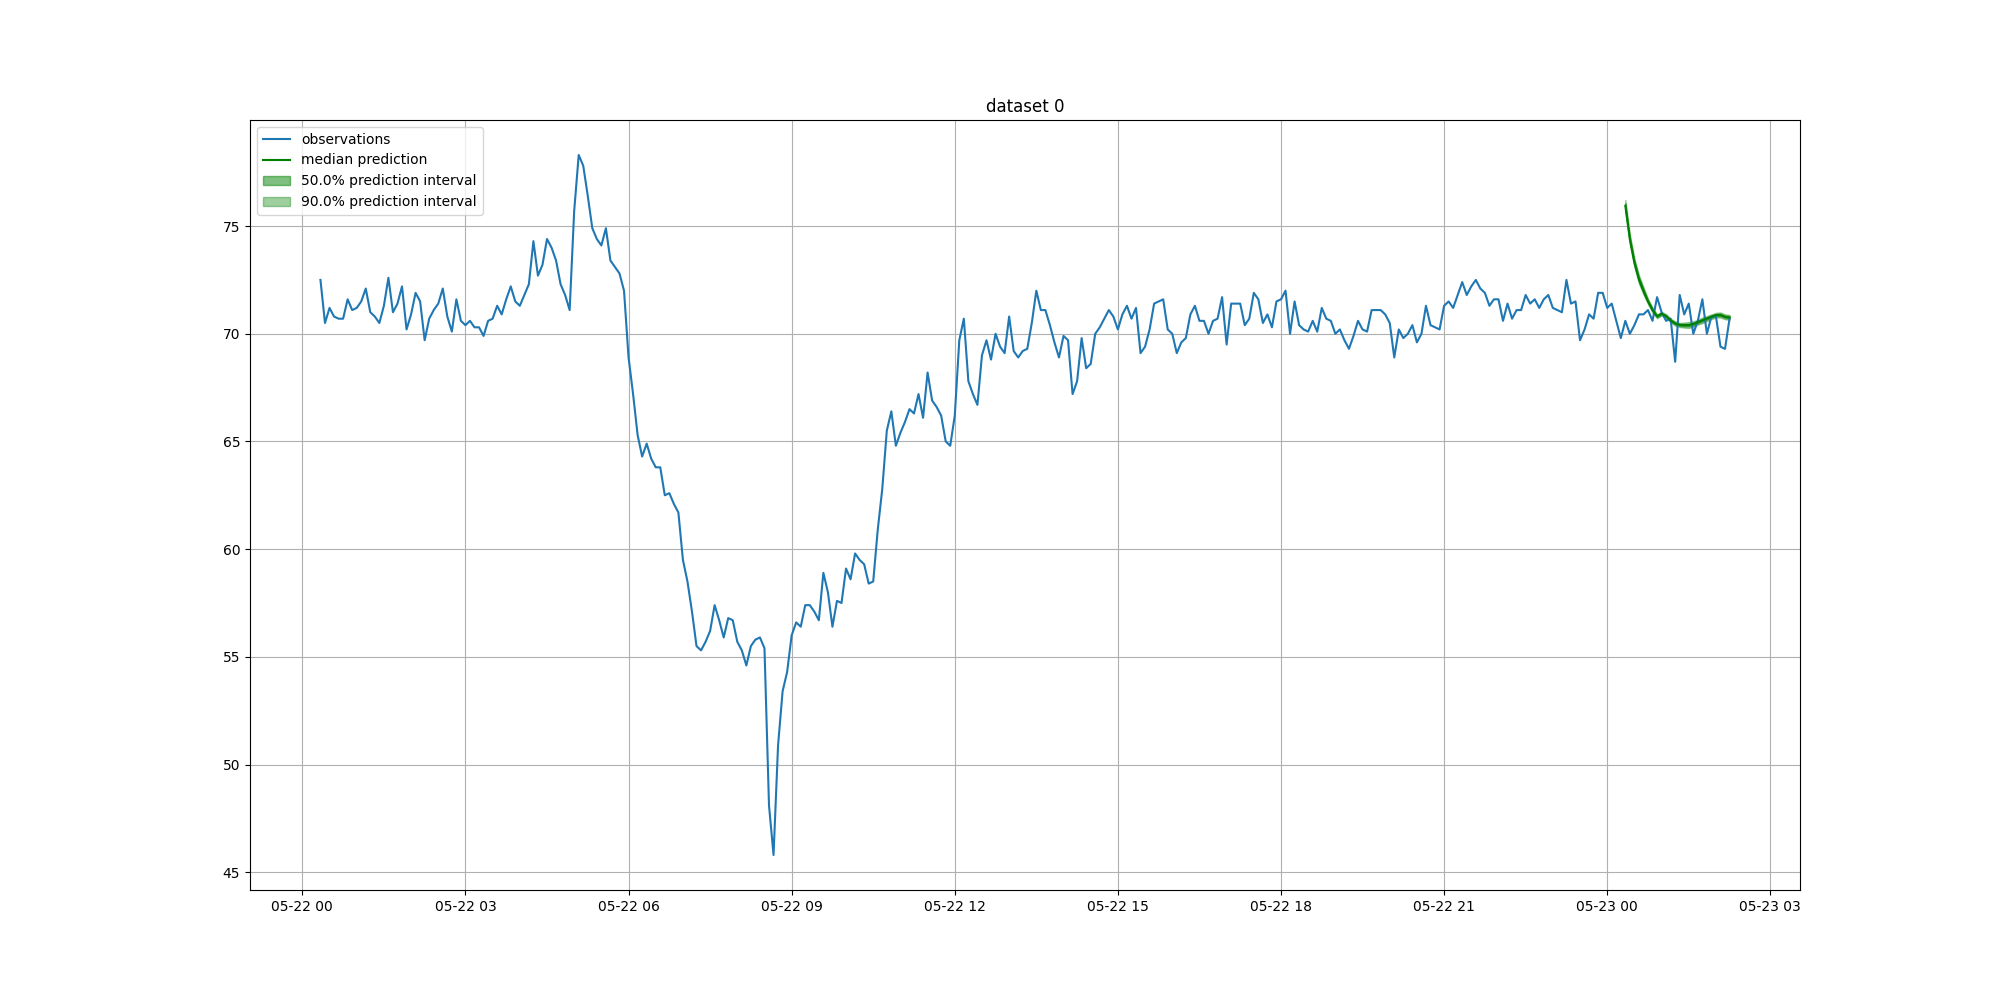 dataset 0
observations
median prediction
50.0% prediction interval
90.0% prediction interval
75
70
65
60
55
50
45
05-22 00 05-22 03 05-22 06 05-22 09 05-22 12 05-22 15 05-22 18 05-22 21 05-23 00 05-23 03